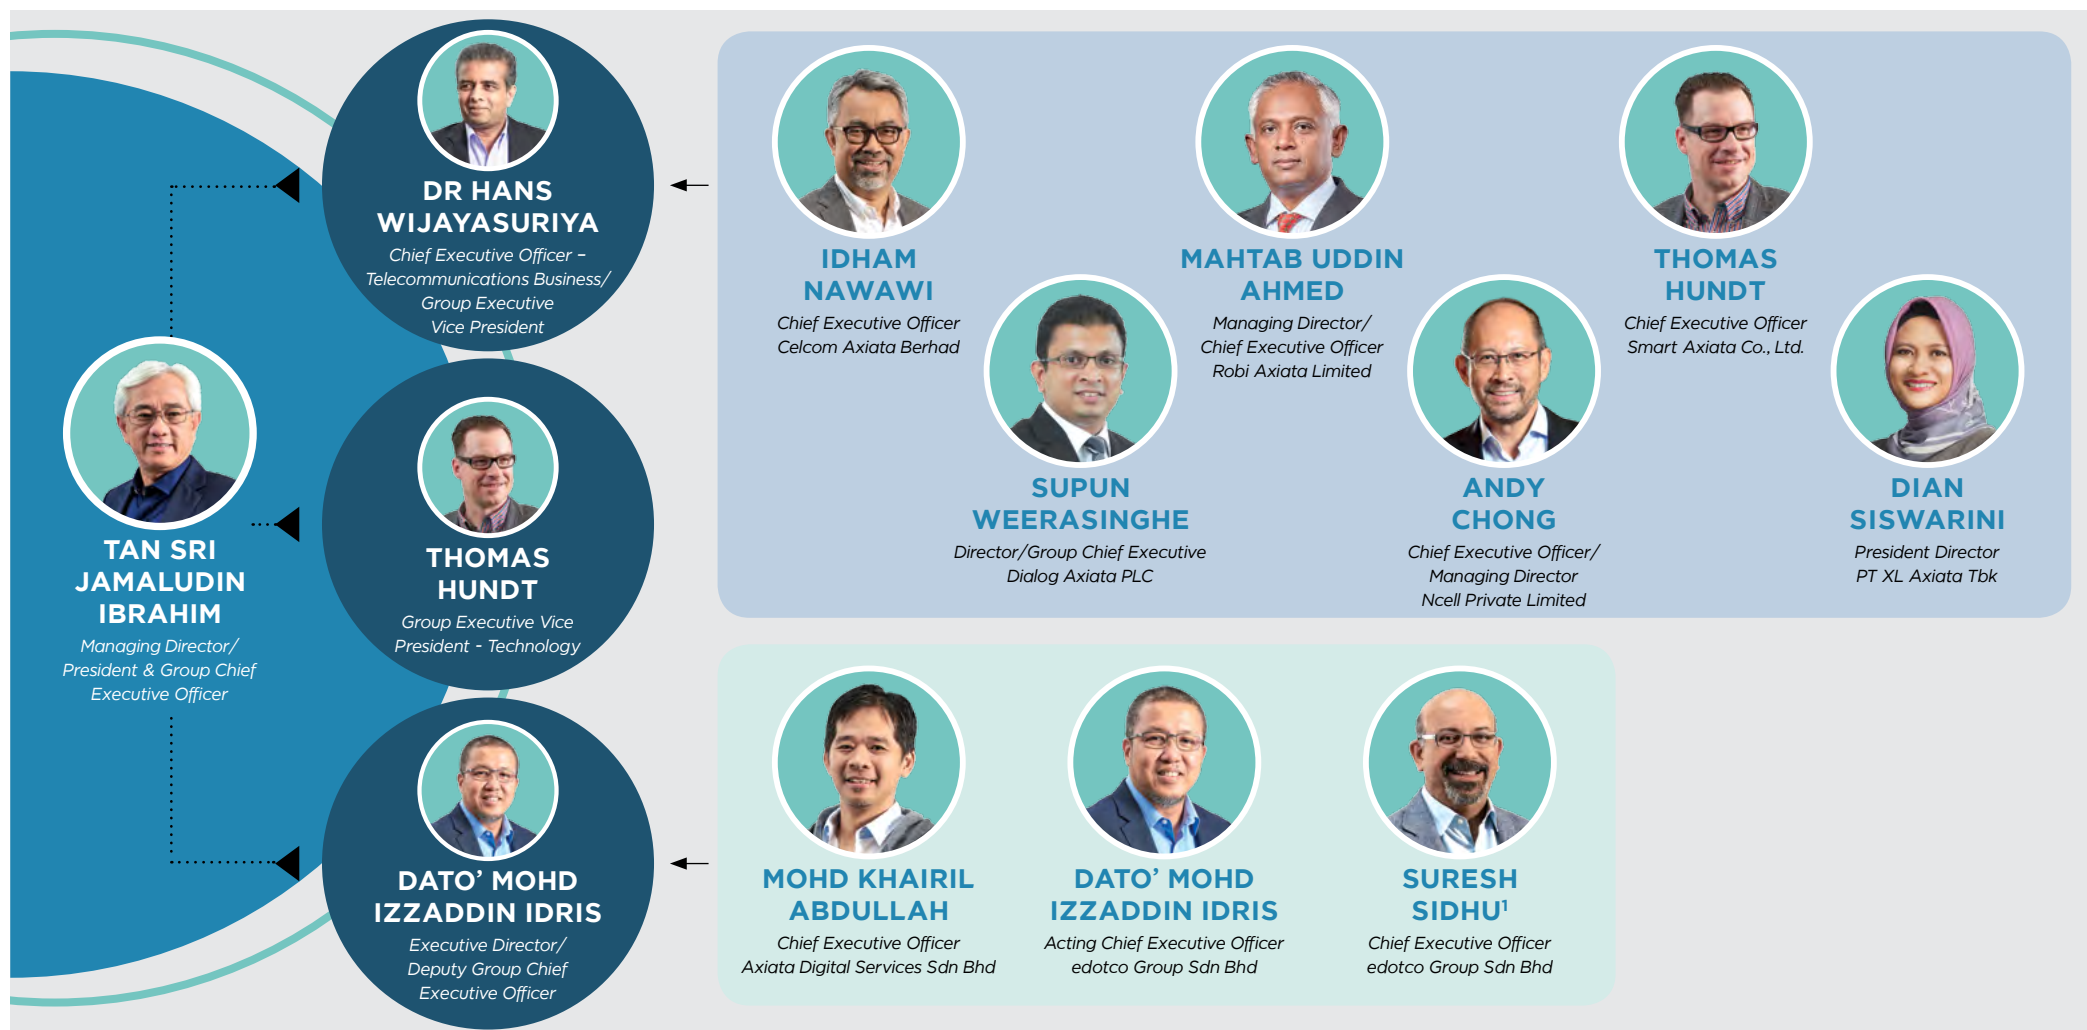 DR HANS
WIJAYASURIYA
Chief Executive Officer –
Telecommunications Business/
Group Executive
Vice President
TAN SRI
JAMALUDIN
IBRAHIM
Managing Director/
President & Group Chief
Executive Officer
THOMAS
HUNDT
Group Executive Vice
President - Technology
DATO’ MOHD
IZZADDIN IDRIS
Executive Director/
Deputy Group Chief
Executive Officer
IDHAM
NAWAWI
Chief Executive Officer
Celcom Axiata Berhad
MAHTAB UDDIN
AHMED
Managing Director/
Chief Executive Officer
Robi Axiata Limited
THOMAS
HUNDT
Chief Executive Officer
Smart Axiata Co., Ltd.
SUPUN
WEERASINGHE
Director/Group Chief Executive
Dialog Axiata PLC
ANDY
CHONG
Chief Executive Officer/
Managing Director
Ncell Private Limited
DIAN
SISWARINI
President Director
PT XL Axiata Tbk
MOHD KHAIRIL
ABDULLAH
Chief Executive Officer
Axiata Digital Services Sdn Bhd
DATO’ MOHD
IZZADDIN IDRIS
Acting Chief Executive Officer
edotco Group Sdn Bhd
SURESH
SIDHU¹
Chief Executive Officer
edotco Group Sdn Bhd